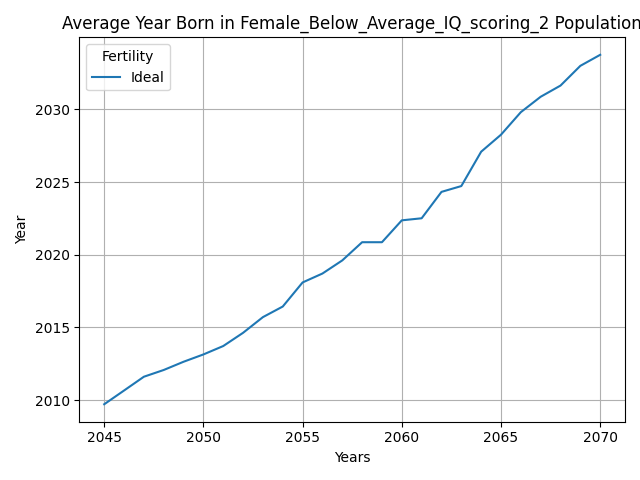 Average Year Born in Female_Below_Average_IQ_scoring_2 Population
Fertility
Ideal
Year
2030
2025
2020
2015
2010
2045 2050 2055 2060 2065 2070
Years